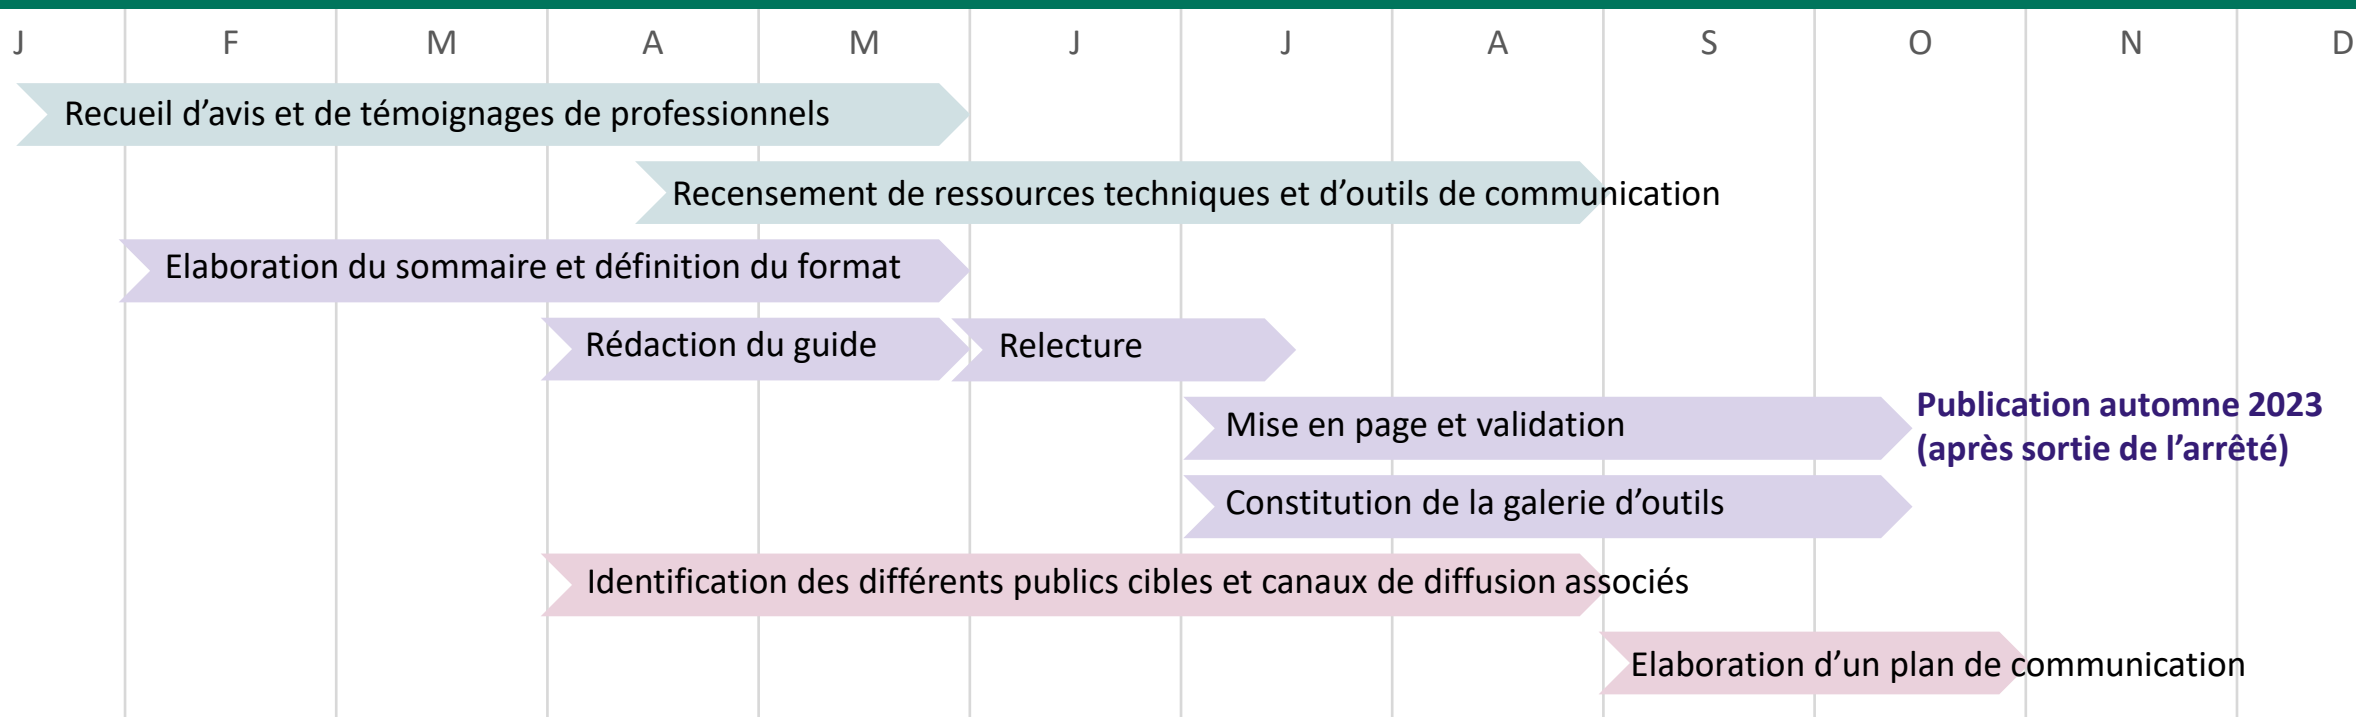 J F M A M J J A S O N D
Recueil d'avis et de témoignages de professionnels
Recensement de ressources techniques et d’outils de communication
Elaboration du sommaire et définition du format
Rédaction du guide
Relecture
Mise en page et validation
Publication automne 2023
(après sortie de l’arrêté)
Constitution de la galerie d’outils
Identification des différents publics cibles et canaux de diffusion associés
Elaboration d’un plan de communication